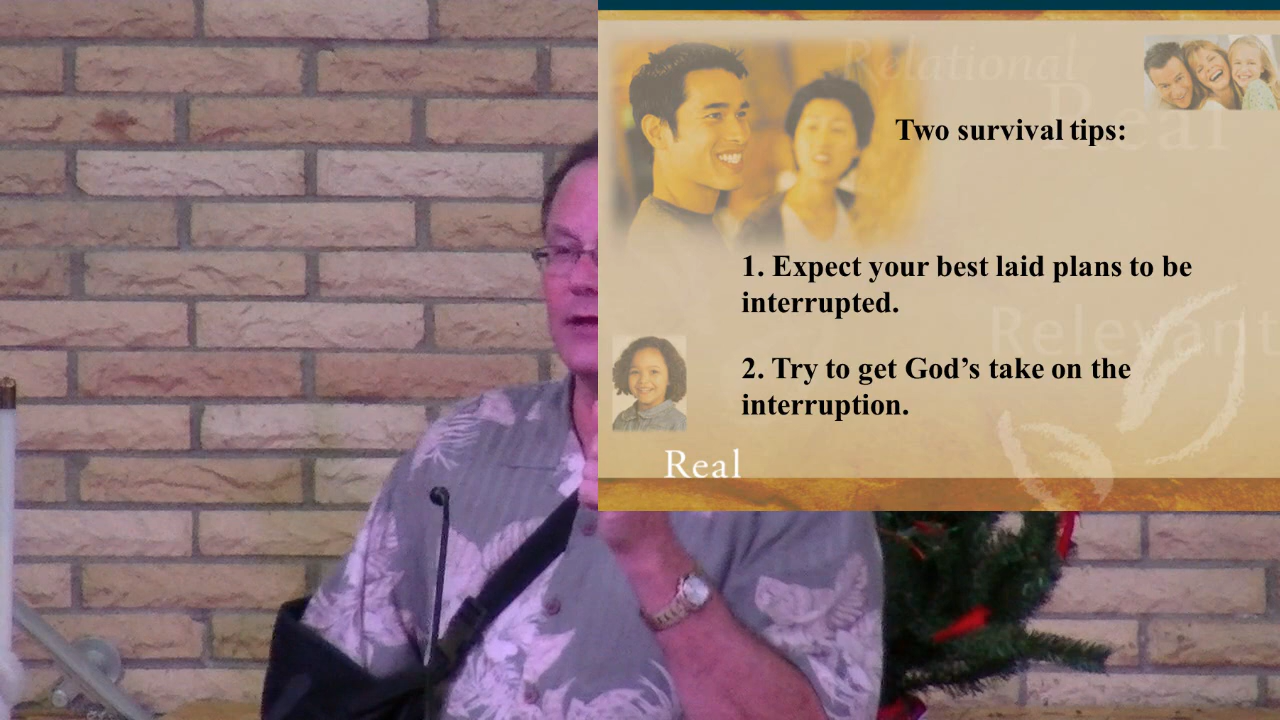 Relational
Real
Two survival tips:
1. Expect your best laid plans to be
interrupted.
Relevant
2. Try to get God’s take on the
interruption.
Real